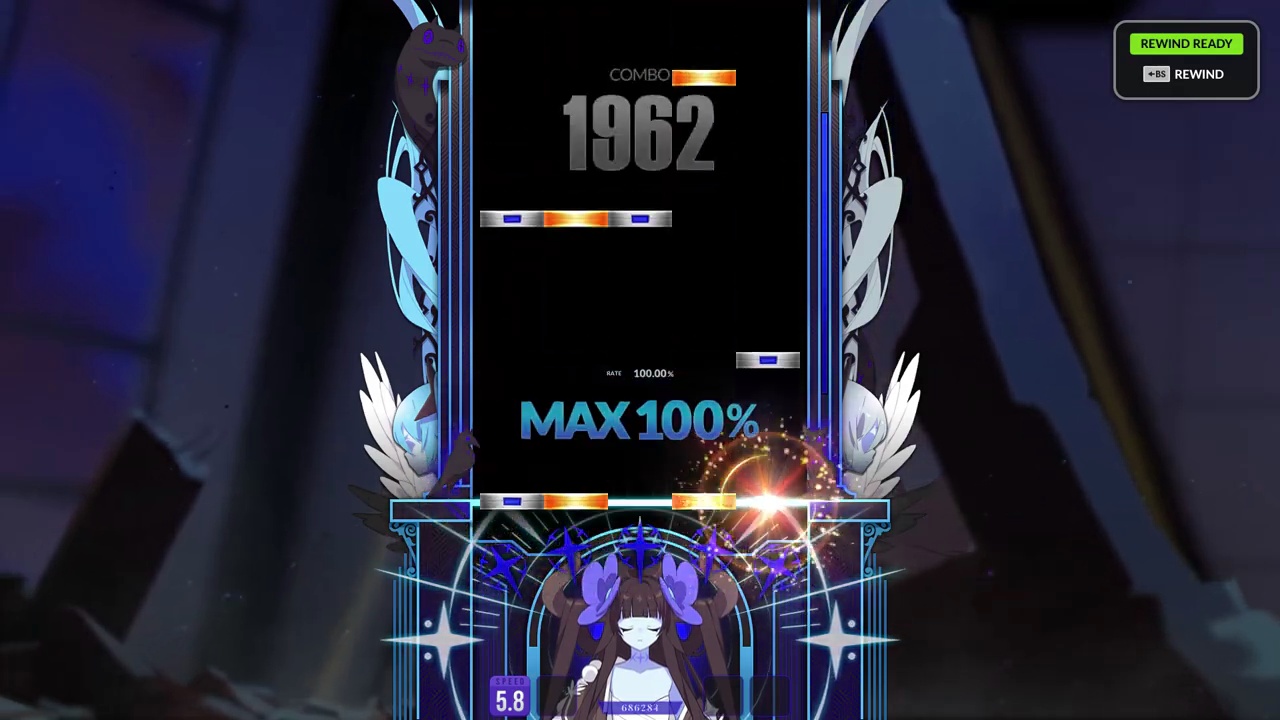 REWIND READY
←BS REWIND
COMBO
1962
RATE 100.00%
MAX 100%
SPEED
5.8
686284